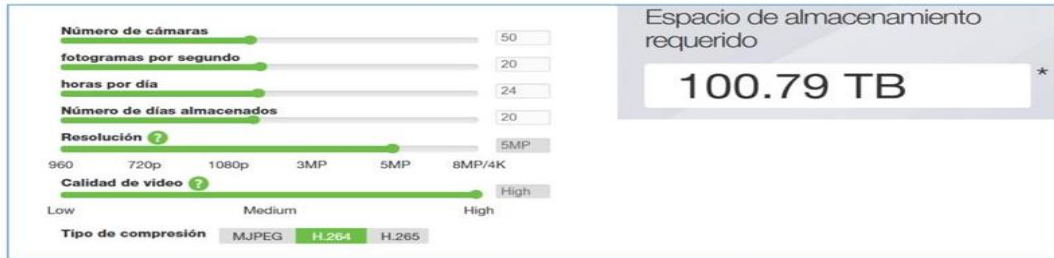 Número de cámaras
50
fotogramas por segundo
20
horas por día
24
Número de días almacenados
20
Resolución ?
5MP
960 720p 1080p 3MP 5MP 8MP/4K
Calidad de video ?
High
Low Medium High
Tipo de compresión MJPEG H.264 H.265
Espacio de almacenamiento
requerido
100.79 TB *